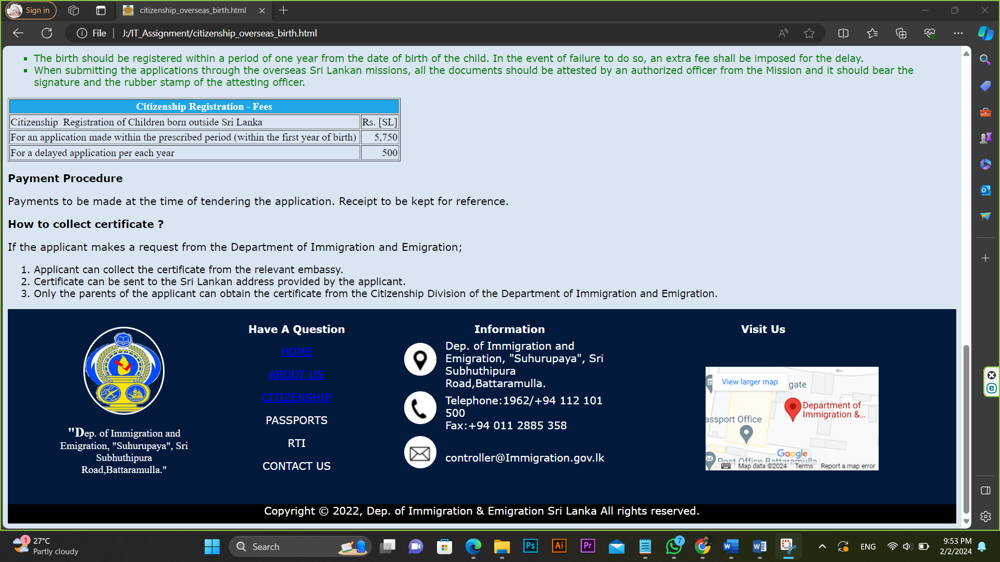 Sign in
citizenship_overseas_birth.html
File
J:/IT_Assignment/citizenship_overseas_birth.html
The birth should be registered within a period of one year from the date of birth of the child. In the event of failure to do so, an extra fee shall be imposed for the delay.
When submitting the applications through the overseas Sri Lankan missions, all the documents should be attested by an authorized officer from the Mission and it should bear the
signature and the rubber stamp of the attesting officer.
Citizenship Registration - Fees
Citizenship Registration of Children born outside Sri Lanka Rs. [SL]
For an application made within the prescribed period (within the first year of birth) 5,750
For a delayed application per each year 500
Payment Procedure
Payments to be made at the time of tendering the application. Receipt to be kept for reference.
How to collect certificate ?
If the applicant makes a request from the Department of Immigration and Emigration;
1. Applicant can collect the certificate from the relevant embassy.
2. Certificate can be sent to the Sri Lankan address provided by the applicant.
3. Only the parents of the applicant can obtain the certificate from the Citizenship Division of the Department of Immigration and Emigration.
"Dep. of Immigration and
Emigration, "Suhurupaya", Sri
Subhuthipura
Road,Battaramulla."
Have A Question
HOME
ABOUT US
CITIZENSHIP
PASSPORTS
RTI
CONTACT US
Information
Dep. of Immigration and
Emigration, "Suhurupaya", Sri
Subhuthipura
Road,Battaramulla.
Telephone:1962/+94 112 101
500
Fax:+94 011 2885 358
controller@Immigration.gov.lk
Visit Us
View larger map
gate
Department of
Immigration &...
assport Office
Google
Post Office Battaramulla
Map data ©2024 Terms Report a map error
Copyright © 2022, Dep. of Immigration & Emigration Sri Lanka All rights reserved.
1
27°C
Partly cloudy
Search
Ps
Ai
Pr
7
W
W
ENG
9:53 PM
2/2/2024